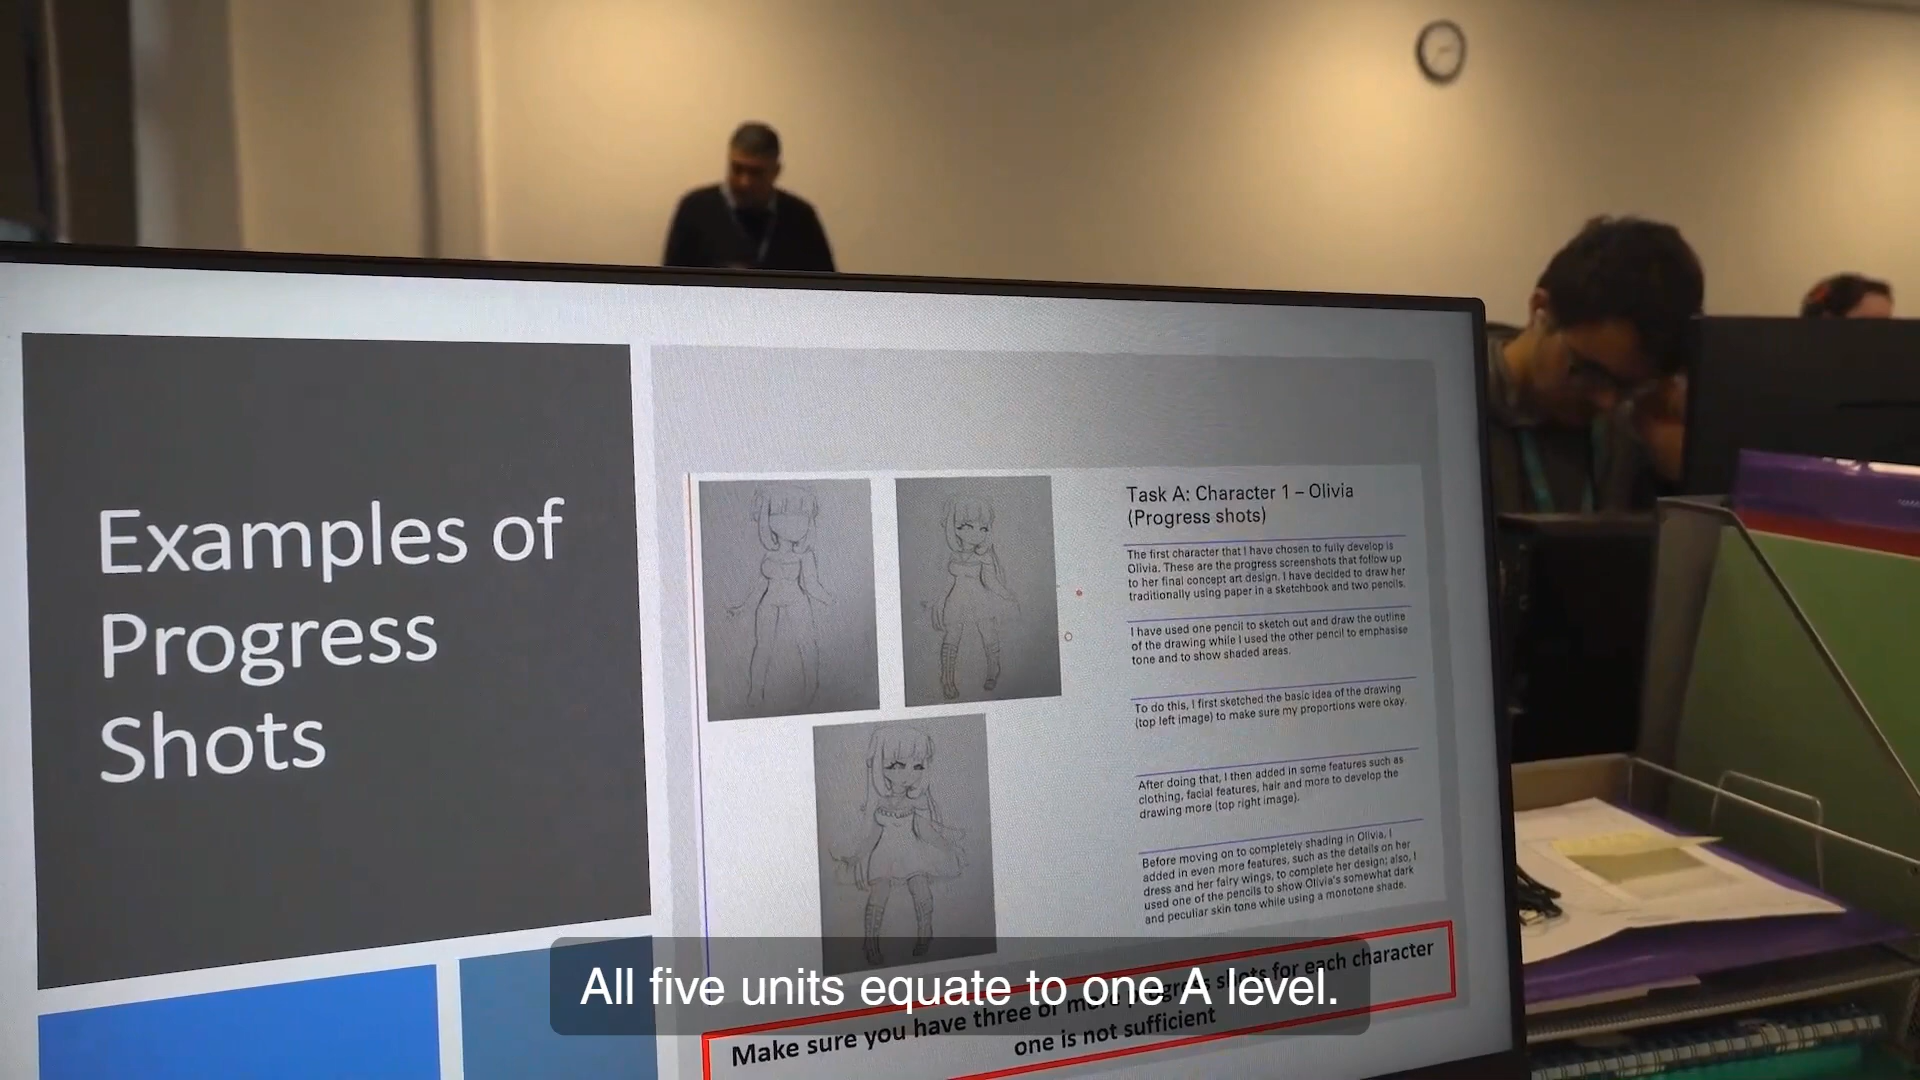 Examples of
Progress
Shots
Task A: Character 1 – Olivia
(Progress shots)
The first character that I have chosen to fully develop is
Olivia. These are the progress screenshots that follow up
to her final concept art design. I have decided to draw her
traditionally using paper in a sketchbook and two pencils.
I have used one pencil to sketch out and draw the outline
of the drawing while I used the other pencil to emphasise
tone and to show shaded areas.
To do this, I first sketched the basic idea of the drawing
(top left image) to make sure my proportions were okay.
After doing that, I then added in some features such as
clothing, facial features, hair and more to develop the
drawing more (top right image).
Before moving on to completely shading in Olivia, I
added in even more features, such as the details on her
dress and her fairy wings, to complete her design; also, I
used one of the pencils to show Olivia's somewhat dark
and peculiar skin tone while using a monotone shade.
Make sure you have three or more progress shots for each character
one is not sufficient
All five units equate to one A level.